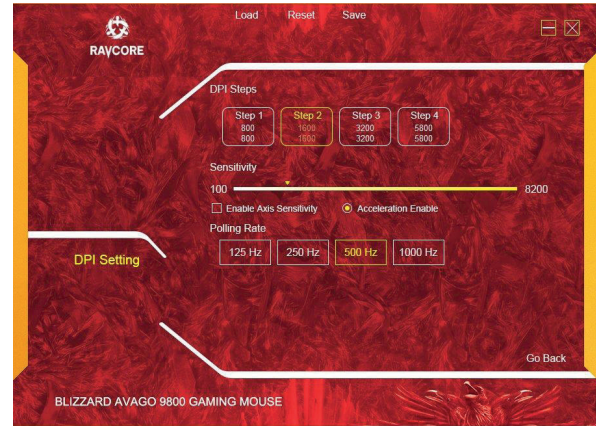 Load Reset Save
RAVCORE
DPI Steps
Step 1 Step 2 Step 3 Step 4
800 1600 3200 5800
800 1600 3200 5800
Sensitivity
100 8200
Enable Axis Sensitivity Acceleration Enable
Polling Rate
125 Hz 250 Hz 500 Hz 1000 Hz
DPI Setting
Go Back
BLIZZARD AVAGO 9800 GAMING MOUSE